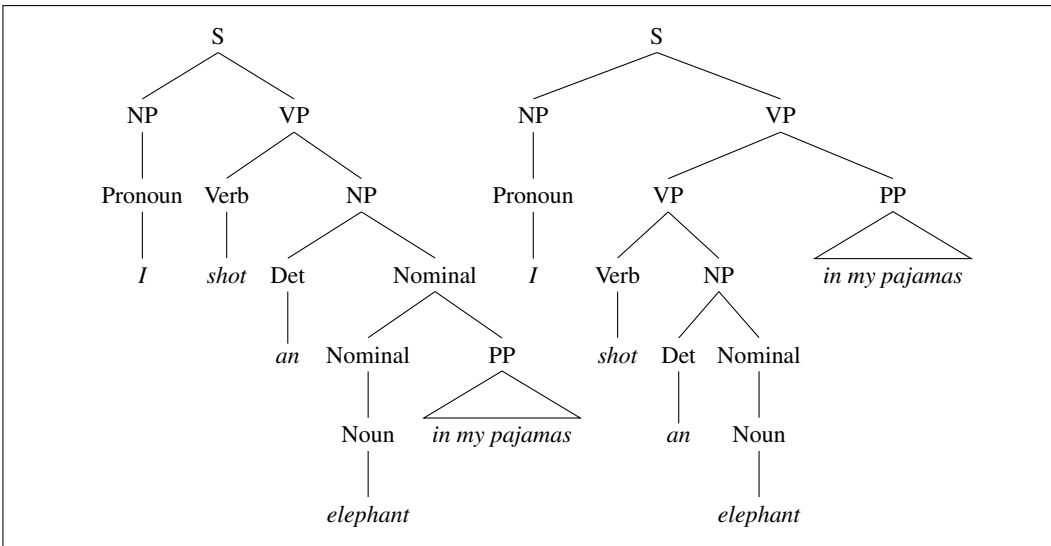 S S
NP VP NP VP
Pronoun Verb NP Pronoun VP PP
I shot Det Nominal I Verb NP in my pajamas
an Nominal PP shot Det Nominal
Noun in my pajamas an Noun
elephant elephant